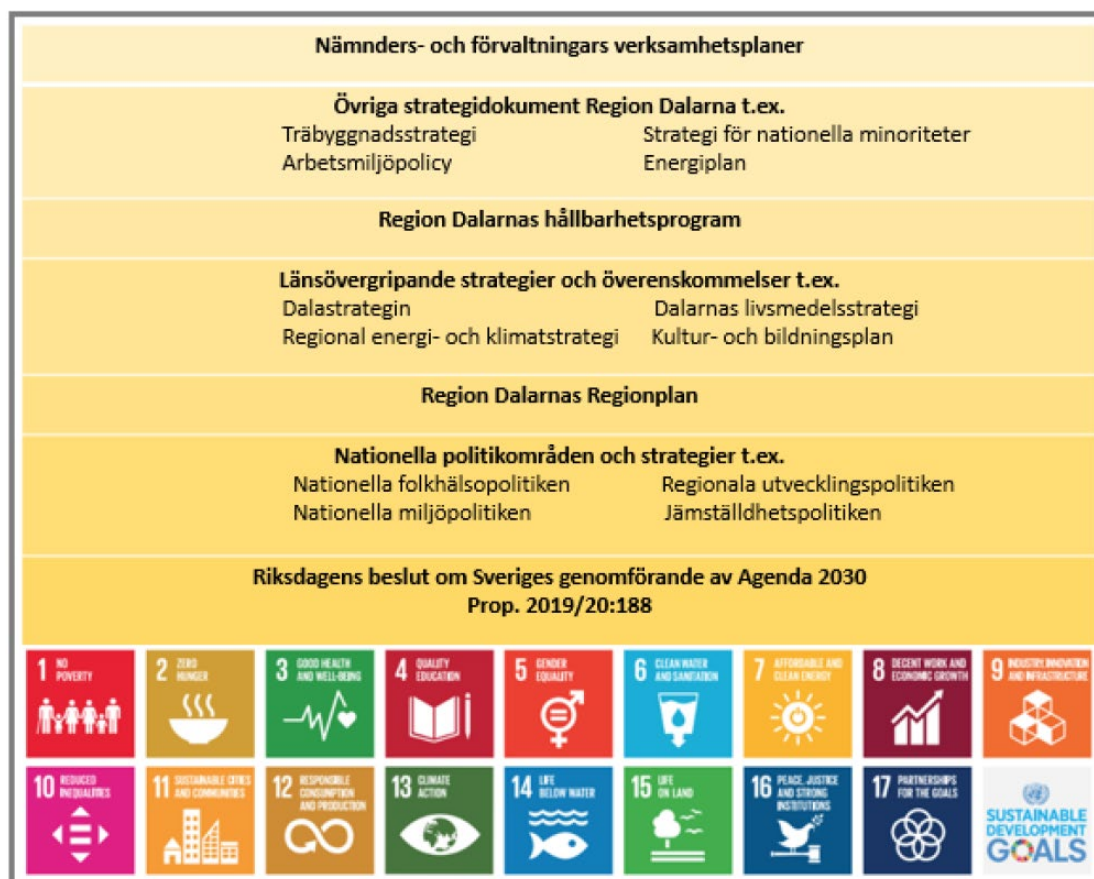 Nämnders- och förvaltningars verksamhetsplaner
Övriga strategidokument Region Dalarna t.ex.
Träbyggnadsstrategi Strategi för nationella minoriteter
Arbetsmiljöpolicy Energiplan
Region Dalarnas hållbarhetsprogram
Länsövergripande strategier och överenskommelser t.ex.
Dalastrategin Dalarnas livsmedelsstrategi
Regional energi- och klimatstrategi Kultur- och bildningsplan
Region Dalarnas Regionplan
Nationella politikområden och strategier t.ex.
Nationella folkhälsopolitiken Regionala utvecklingspolitiken
Nationella miljöpolitiken Jämställdhetspolitiken
Riksdagens beslut om Sveriges genomförande av Agenda 2030
Prop. 2019/20:188
1 NO
POVERTY
2 ZERO
HUNGER
3 GOOD HEALTH
AND WELL-BEING
4 QUALITY
EDUCATION
5 GENDER
EQUALITY
6 CLEAN WATER
AND SANITATION
7 AFFORDABLE AND
CLEAN ENERGY
8 DECENT WORK AND
ECONOMIC GROWTH
9 INDUSTRY, INNOVATION
AND INFRASTRUCTURE
10 REDUCED
INEQUALITIES
11 SUSTAINABLE CITIES
AND COMMUNITIES
12 RESPONSIBLE
CONSUMPTION
AND PRODUCTION
13 CLIMATE
ACTION
14 LIFE
BELOW WATER
15 LIFE
ON LAND
16 PEACE, JUSTICE
AND STRONG
INSTITUTIONS
17 PARTNERSHIPS
FOR THE GOALS
SUSTAINABLE
DEVELOPMENT
GOALS